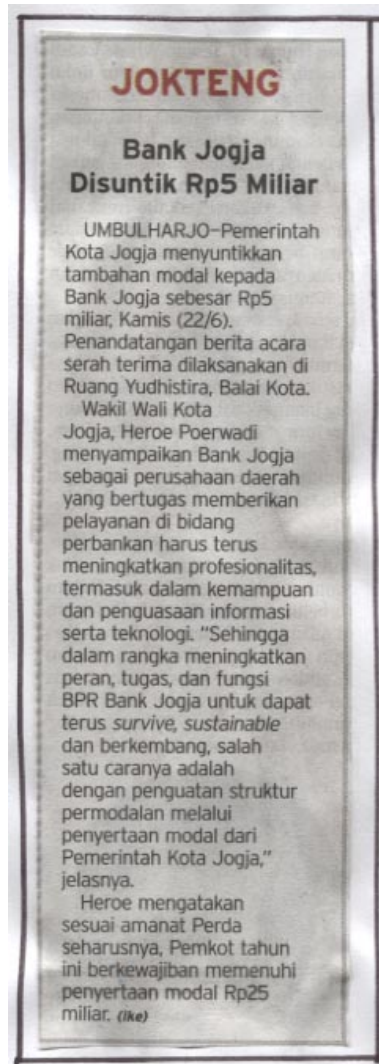 JOKTENG
Bank Jogja
Disuntik Rp5 Miliar
UMBULHARJO–Pemerintah
Kota Jogja menyuntikkan
tambahan modal kepada
Bank Jogja sebesar Rp5
miliar, Kamis (22/6).
Penandatangan berita acara
serah terima dilaksanakan di
Ruang Yudhistira, Balai Kota.
Wakil Wali Kota
Jogja, Heroe Poerwadi
menyampaikan Bank Jogja
sebagai perusahaan daerah
yang bertugas memberikan
pelayanan di bidang
perbankan harus terus
meningkatkan profesionalitas,
termasuk dalam kemampuan
dan penguasaan informasi
serta teknologi. “Sehingga
dalam rangka meningkatkan
peran, tugas, dan fungsi
BPR Bank Jogja untuk dapat
terus survive, sustainable
dan berkembang, salah
satu caranya adalah
dengan penguatan struktur
permodalan melalui
penyertaan modal dari
Pemerintah Kota Jogja,”
jelasnya.
Heroe mengatakan
sesuai amanat Perda
seharusnya, Pemkot tahun
ini berkewajiban memenuhi
penyertaan modal Rp25
miliar. (ike)